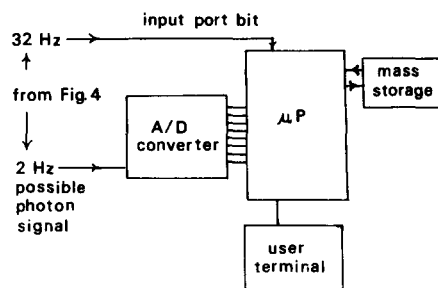 input port bit
32 Hz
from Fig.4
A/D
converter
μP
mass
storage
2 Hz
possible
photon
signal
user
terminal